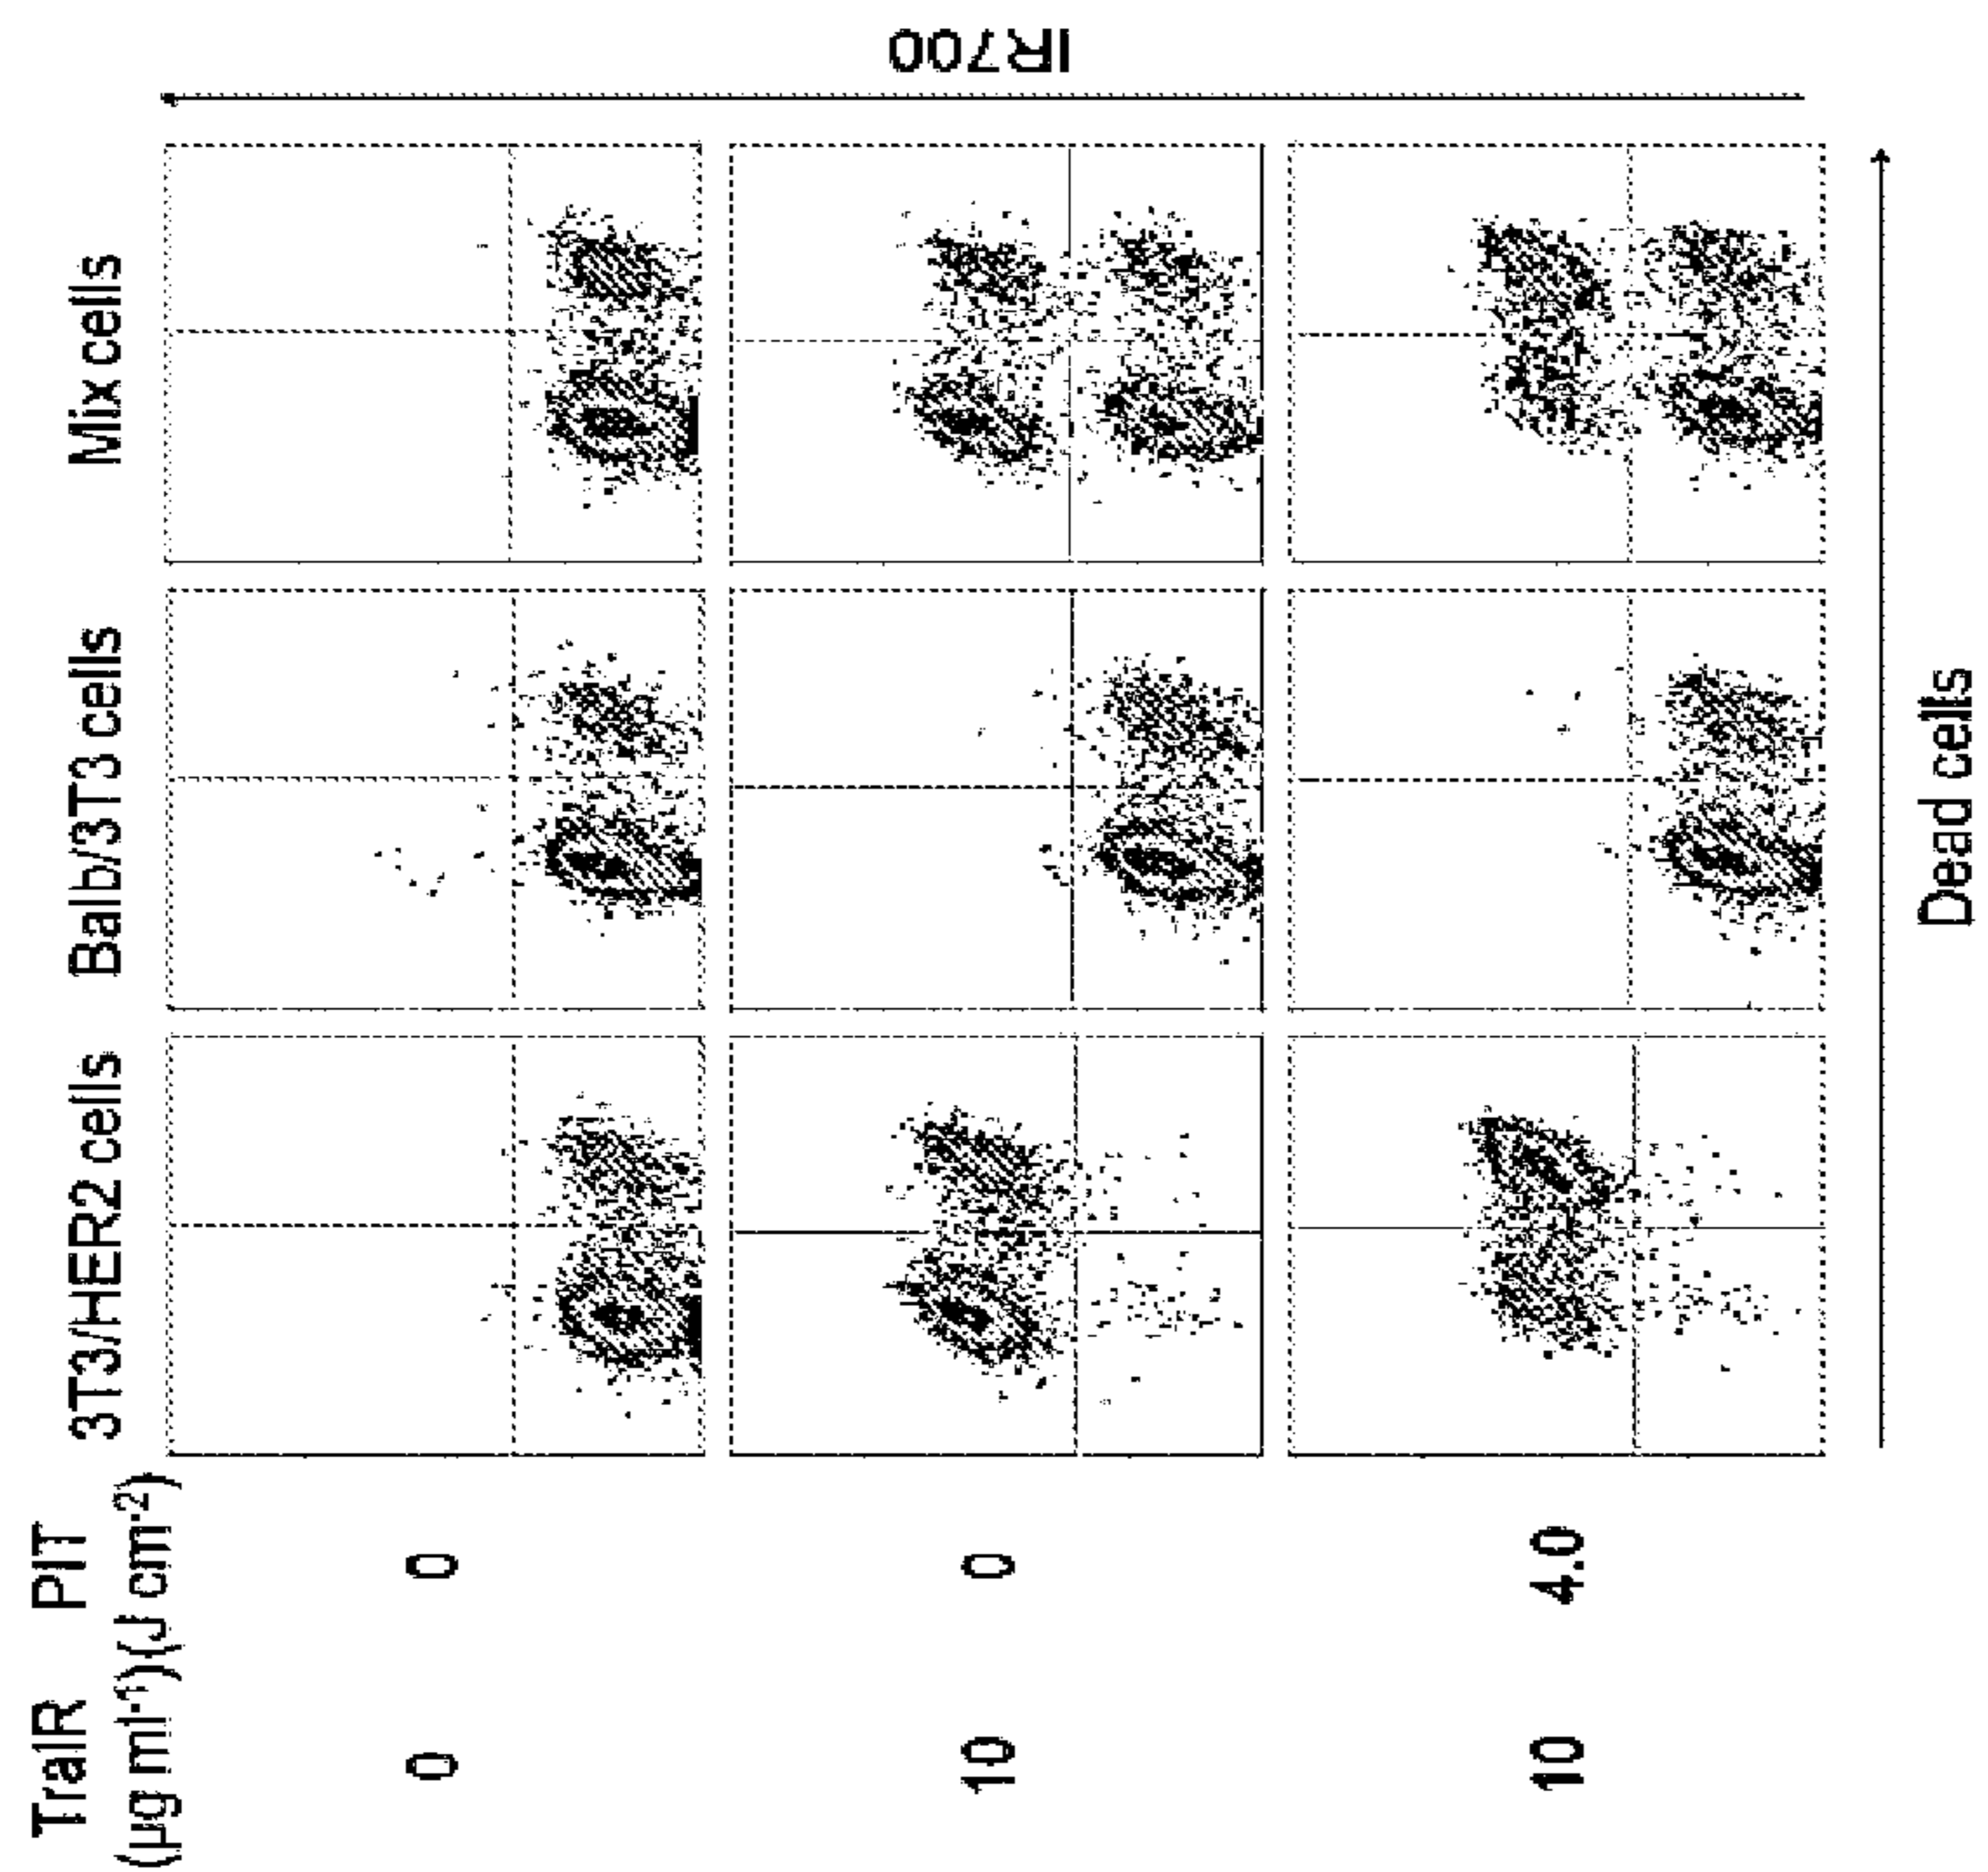 TraIR PIT
(µg ml⁻¹)(J cm⁻²)
3T3/HER2 cells Balb/3T3 cells Mix cells
0 0
10 0
10 4.0
IR700
Dead cells